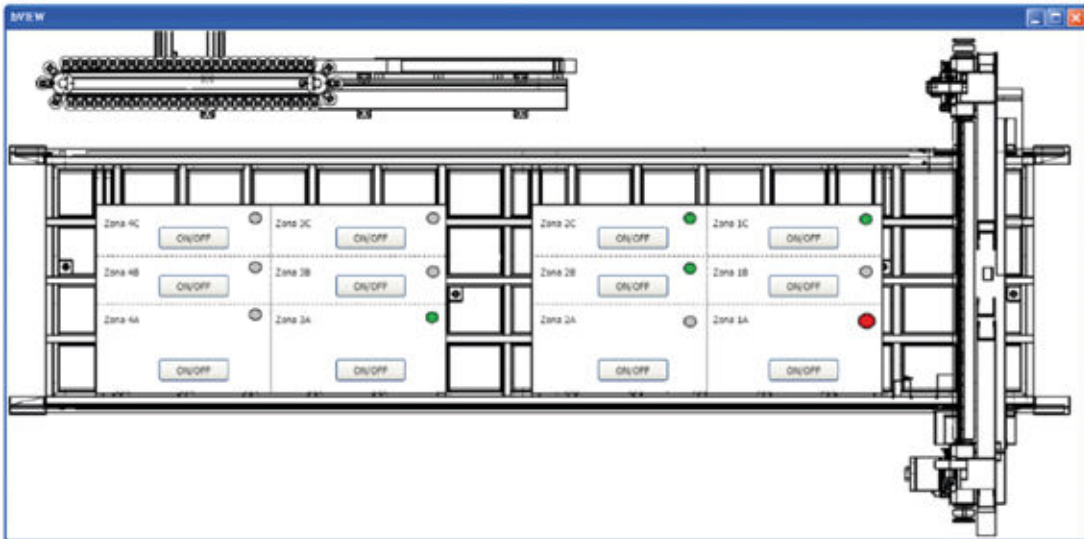 hVIEW
Zona 4C Zona 3C Zona 2C Zona 1C
ON/OFF ON/OFF ON/OFF ON/OFF
Zona 4B Zona 3B Zona 2B Zona 1B
ON/OFF ON/OFF ON/OFF ON/OFF
Zona 4A Zona 3A Zona 2A Zona 1A
ON/OFF ON/OFF ON/OFF ON/OFF